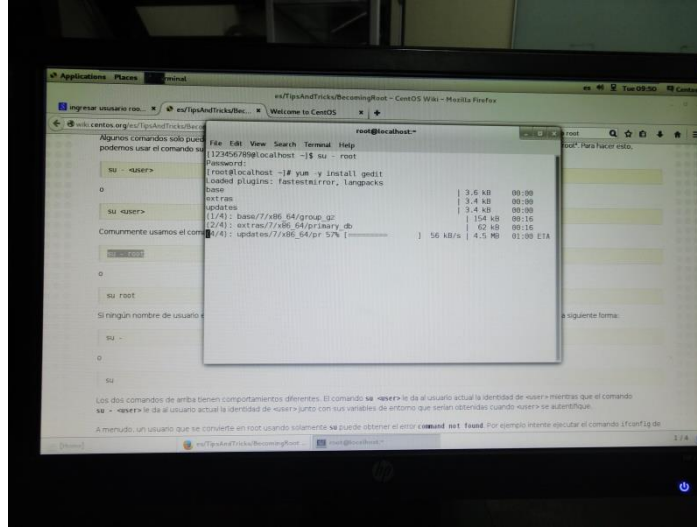 Applications Places Terminal
es Tue 09:50
es/TipsAndTricks/BecomingRoot - CentOS Wiki - Mozilla Firefox
ingresar ususario roo... × es/TipsAndTricks/Bec... × Welcome to CentOS ×
wiki.centos.org/es/TipsAndTricks/Becom
root@localhost:~
File Edit View Search Terminal Help
[123456789@localhost ~]$ su - root
Password:
[root@localhost ~]# yum -y install gedit
Loaded plugins: fastestmirror, langpacks
base | 3.6 kB 00:00
extras | 3.4 kB 00:00
updates | 3.4 kB 00:00
(1/4): base/7/x86_64/group_gz | 154 kB 00:16
(2/4): extras/7/x86_64/primary_db | 62 kB 00:16
(4/4): updates/7/x86_64/pr 57% [========== ] 56 kB/s | 4.5 MB 01:00 ETA
Algunos comandos solo pued
root". Para hacer esto,
podemos usar el comando su
su - <user>
o
su <user>
Comunmente usamos el com
su - root
o
su root
Si ningún nombre de usuario e
a siguiente forma:
su -
o
su
Los dos comandos de arriba tienen comportamientos diferentes. El comando su <user> le da al usuario actual la identidad de <user> mientras que el comando
su - <user> le da al usuario actual la identidad de <user> junto con sus variables de entorno que serían obtenidas cuando <user> se autentifique.
A menudo, un usuario que se convierte en root usando solamente su puede obtener el error command not found. Por ejemplo intente ejecutar el comando ifconfig de
es/TipsAndTricks/BecomingRoot ...
root@localhost:~
1 / 4
hp